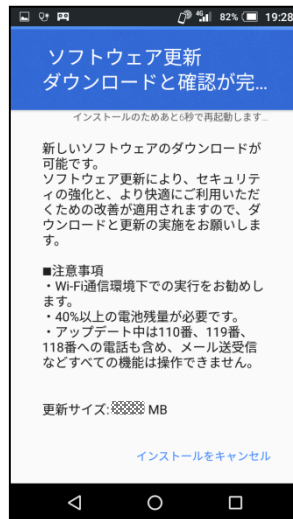 4G 82% 19:28
ソフトウェア更新
ダウンロードと確認が完...
インストールのためあと6秒で再起動します...
新しいソフトウェアのダウンロードが
可能です。
ソフトウェア更新により、セキュリテ
ィの強化と、より快適にご利用いただ
くための改善が適用されますので、ダ
ウンロードと更新の実施をお願いしま
す。
■注意事項
・Wi-Fi通信環境下での実行をお勧めし
ます。
・40%以上の電池残量が必要です。
・アップデート中は110番、119番、
118番への電話も含め、メール送受信
などすべての機能は操作できません。
更新サイズ: MB
インストールをキャンセル